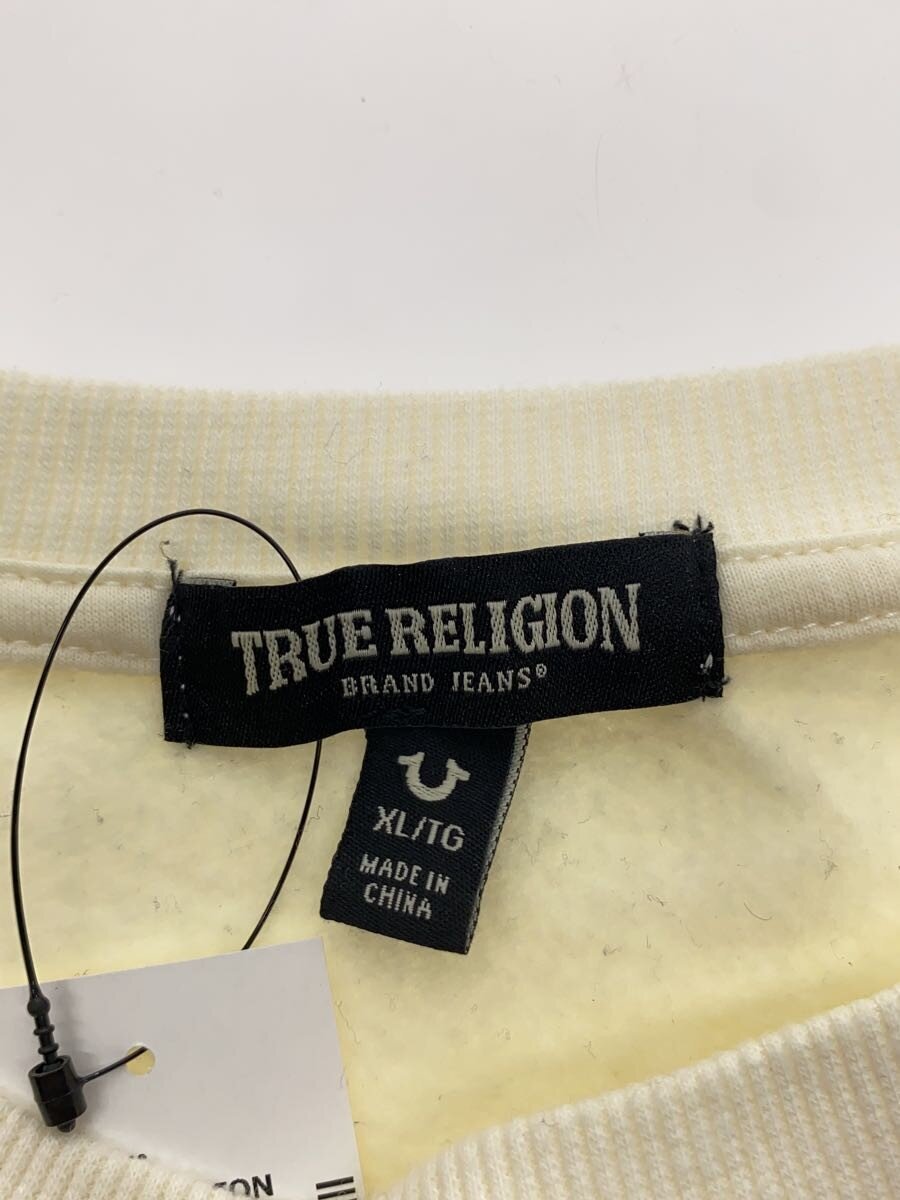 TRUE RELIGION
BRAND JEANS®
XL/TG
MADE IN
CHINA